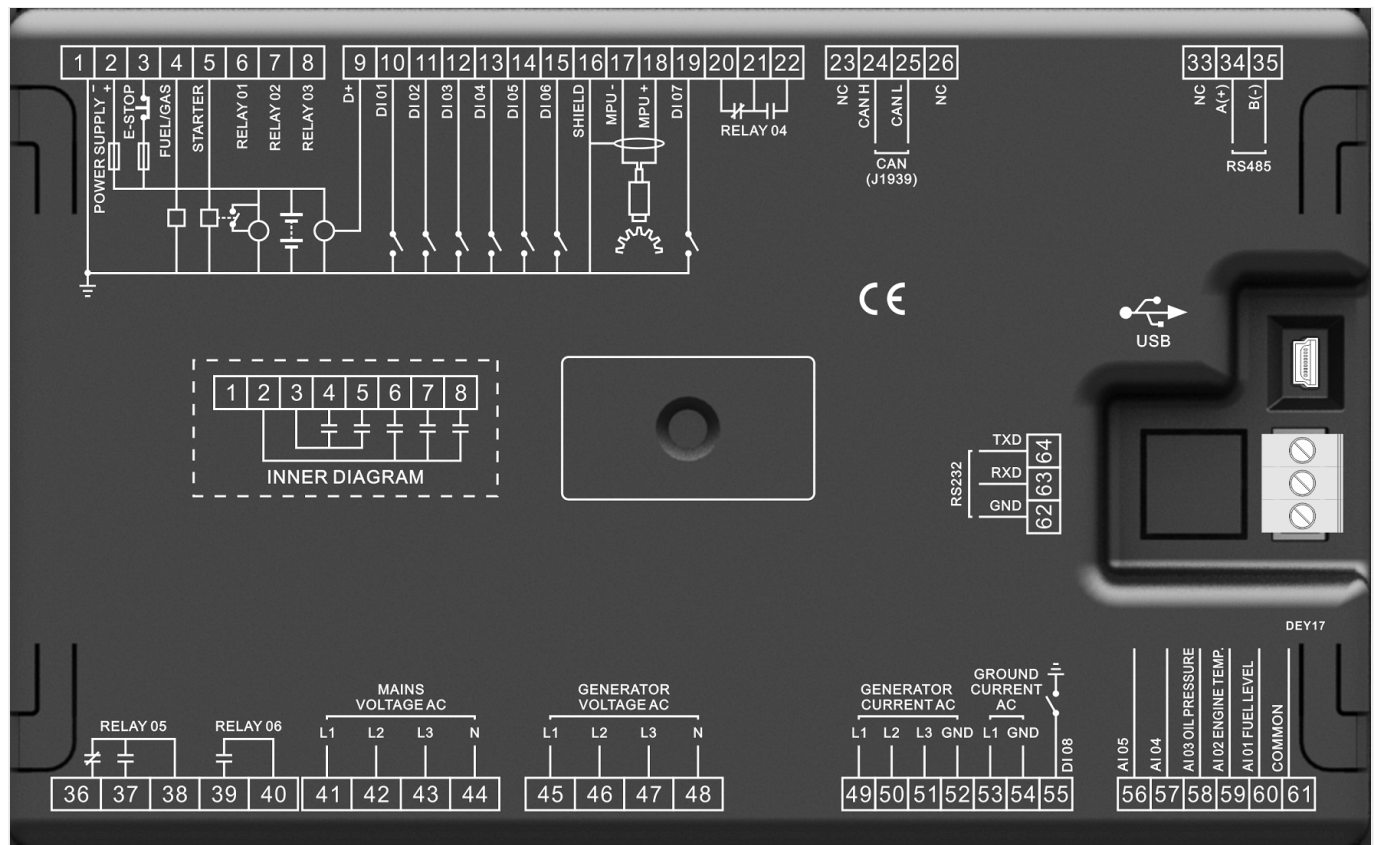 1 2 3 4 5 6 7 8
9 10 11 12 13 14 15 16 17 18 19 20 21 22
23 24 25 26
33 34 35
POWER SUPPLY - +
E-STOP
FUEL/GAS
STARTER
RELAY 01
RELAY 02
RELAY 03
D+
DI 01
DI 02
DI 03
DI 04
DI 05
DI 06
SHIELD
MPU -
MPU +
DI 07
RELAY 04
NC
CAN H
CAN L
NC
CAN
(J1939)
NC
A(+)
B(-)
RS485
CE
USB
1 2 3 4 5 6 7 8
INNER DIAGRAM
RS232
TXD 64
RXD 63
GND 62
DEY17
RELAY 05
RELAY 06
MAINS
VOLTAGE AC
L1 L2 L3 N
GENERATOR
VOLTAGE AC
L1 L2 L3 N
GENERATOR
CURRENT AC
L1 L2 L3 GND
GROUND
CURRENT
AC
L1 GND
DI 08
AI 05
AI 04
AI 03 OIL PRESSURE
AI 02 ENGINE TEMP.
AI 01 FUEL LEVEL
COMMON
36 37 38 39 40 41 42 43 44
45 46 47 48
49 50 51 52 53 54 55
56 57 58 59 60 61